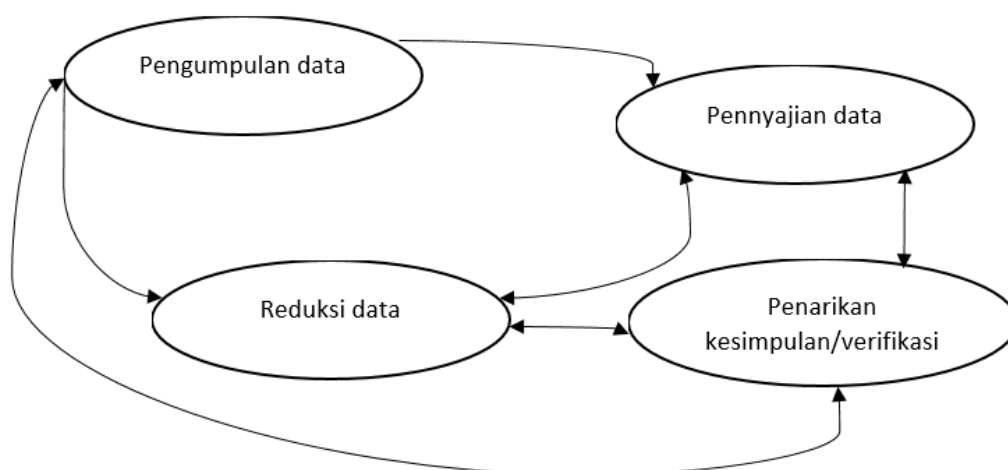 Pengumpulan data
Pennyajian data
Reduksi data
Penarikan
kesimpulan/verifikasi